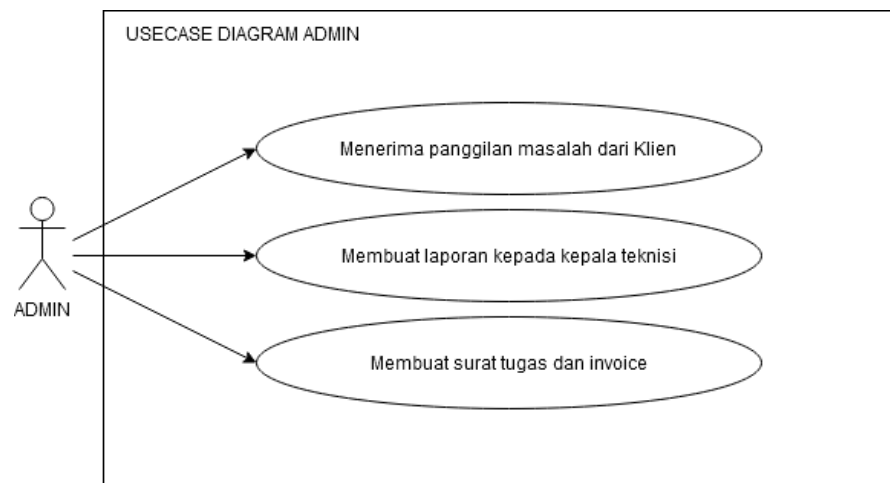 USECASE DIAGRAM ADMIN
Menerima panggilan masalah dari Klien
Membuat laporan kepada kepala teknisi
ADMIN
Membuat surat tugas dan invoice